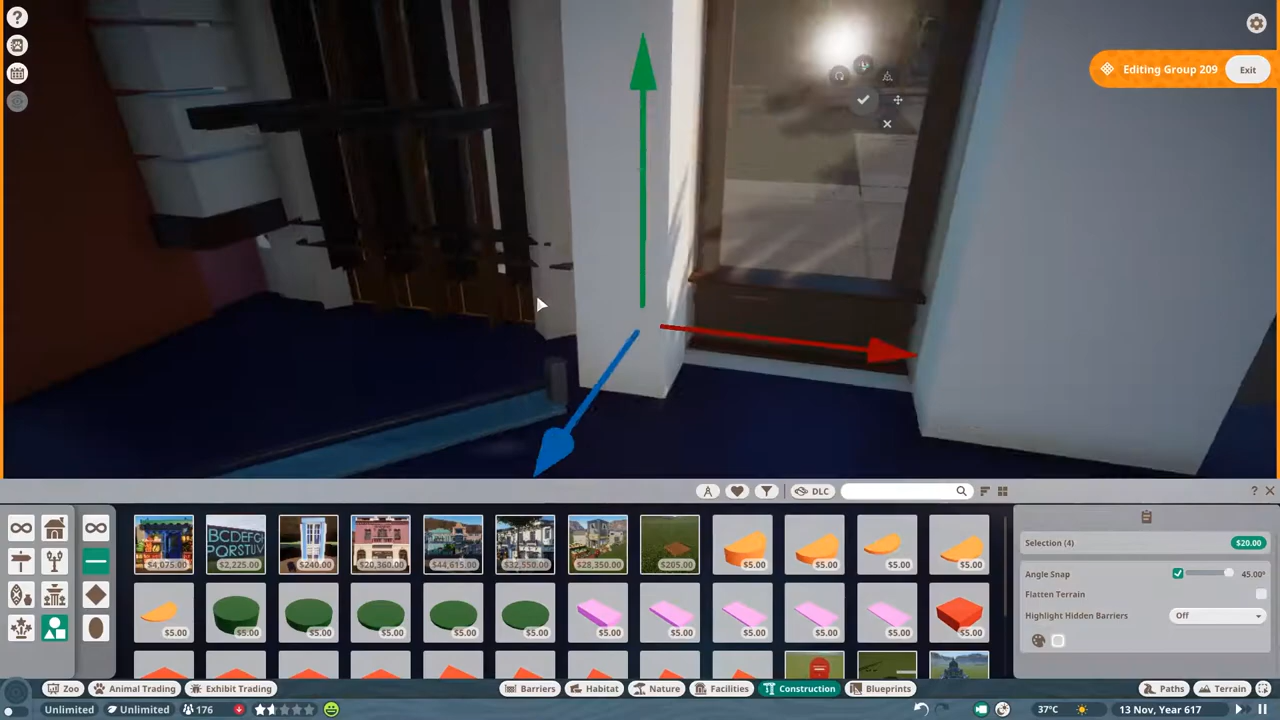 ?
Editing Group 209 Exit
DLC
? ×
$4,075.00 $2,225.00 $240.00 $20,360.00 $44,615.00 $32,550.00 $28,350.00 $205.00 $5.00 $5.00 $5.00 $5.00
$5.00 $5.00 $5.00 $5.00 $5.00 $5.00 $5.00 $5.00 $5.00 $5.00 $5.00 $5.00
Selection (4) $20.00
Angle Snap 45.00°
Flatten Terrain
Highlight Hidden Barriers Off
Zoo Animal Trading Exhibit Trading Barriers Habitat Nature Facilities Construction Blueprints Paths Terrain
Unlimited Unlimited 176 37°C 13 Nov, Year 617